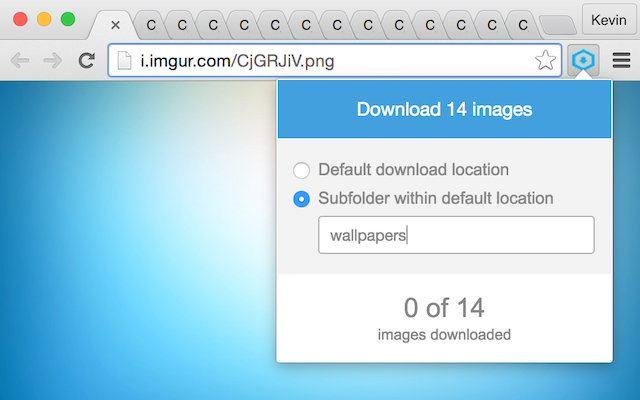 C C C C C C C C C C C C C Kevin
i.imgur.com/CjGRJiV.png
Download 14 images
Default download location
Subfolder within default location
wallpapers
0 of 14
images downloaded